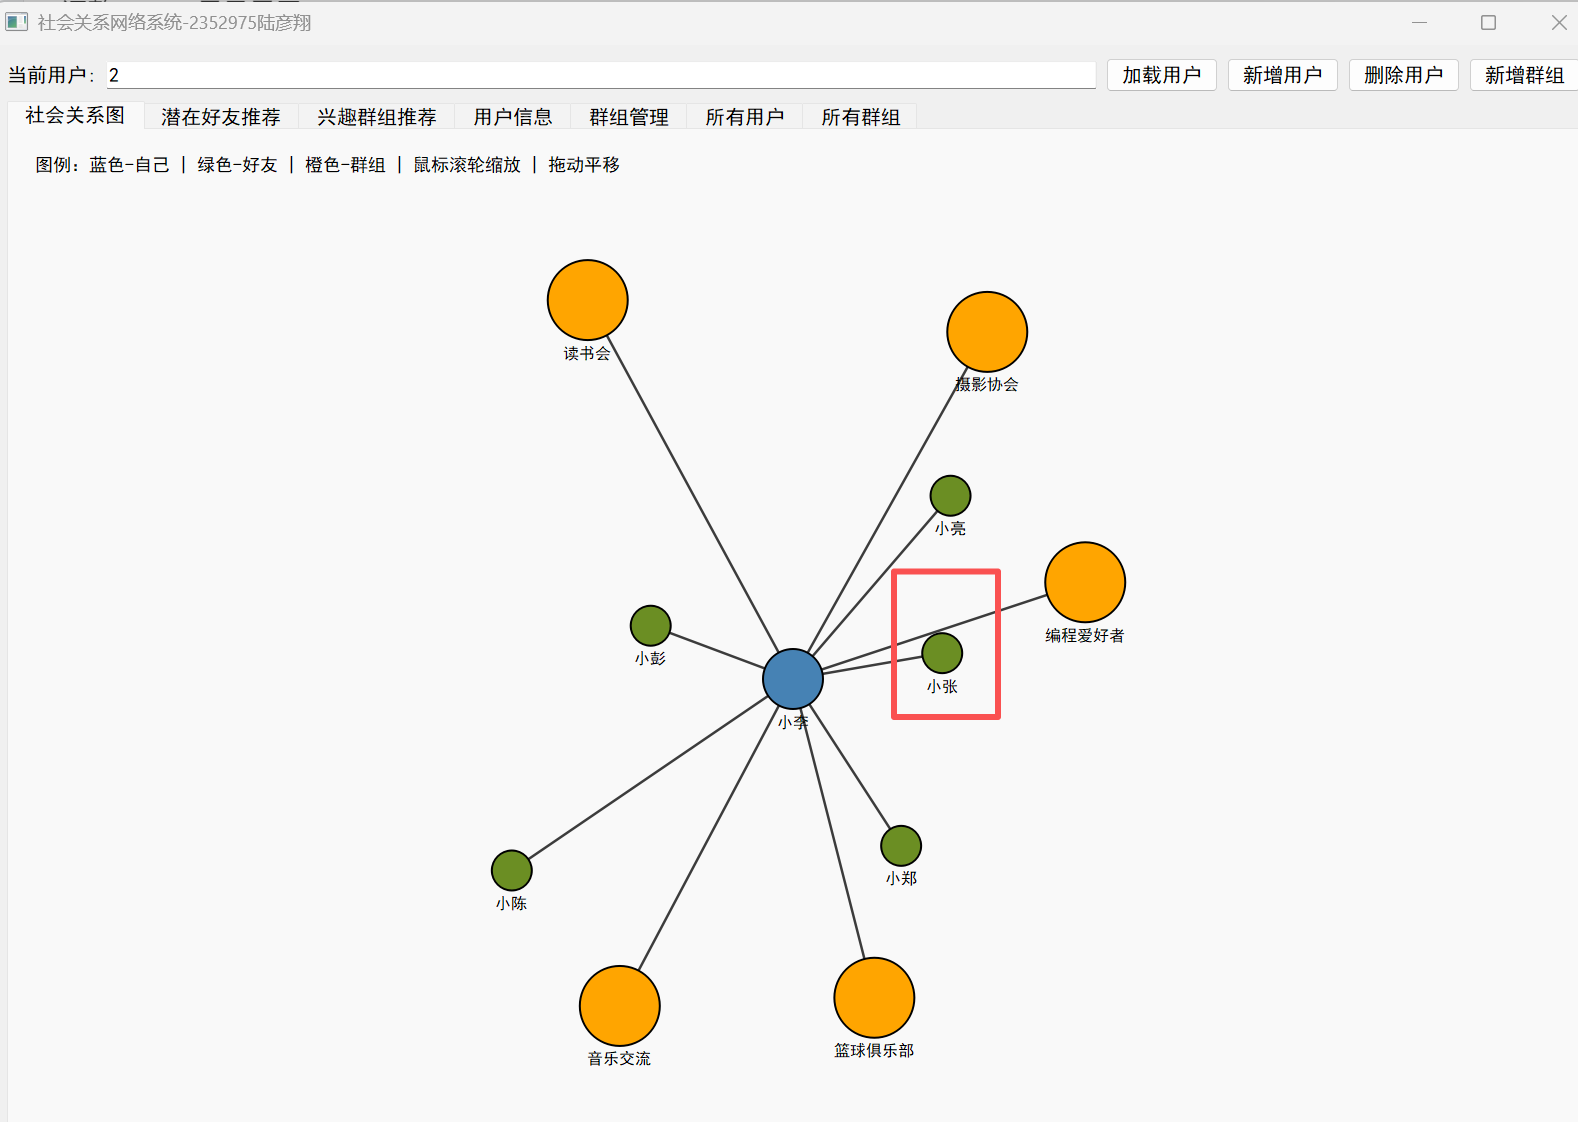 社会关系网络系统-2352975陆彦翔
当前用户： 2 加载用户 新增用户 删除用户 新增群组
社会关系图 潜在好友推荐 兴趣群组推荐 用户信息 群组管理 所有用户 所有群组
图例：蓝色-自己 | 绿色-好友 | 橙色-群组 | 鼠标滚轮缩放 | 拖动平移
读书会
摄影协会
小亮
编程爱好者
小彭
小张
小李
小郑
小陈
篮球俱乐部
音乐交流